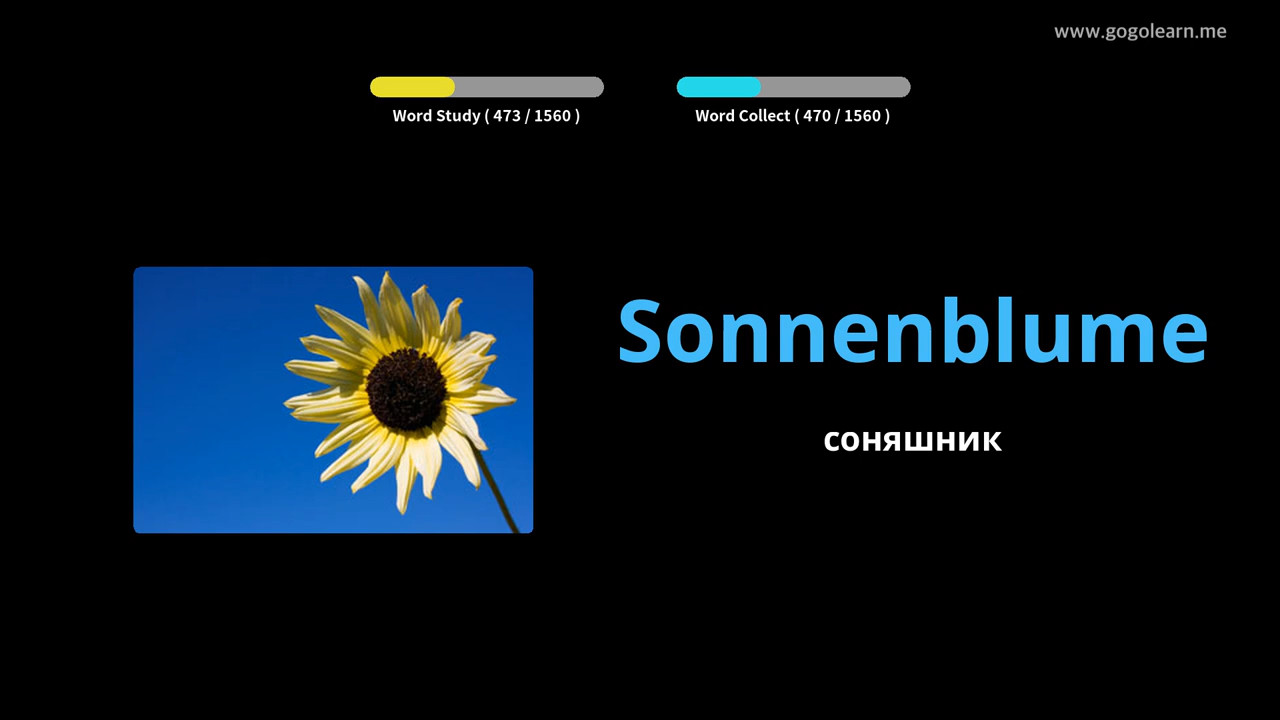 www.gogolearn.me
Word Study ( 473 / 1560 )
Word Collect ( 470 / 1560 )
Sonnenblume
соняшник